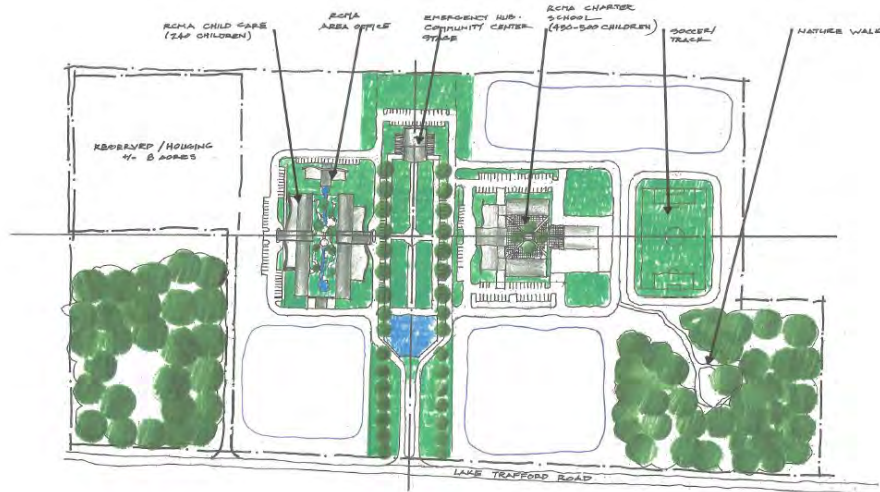 RCMA CHILD CARE
(240 CHILDREN)
RCMA
AREA OFFICE
EMERGENCY HUB.
COMMUNITY CENTER
STAGE
RCMA CHARTER
SCHOOL
(450-500 CHILDREN)
SOCCER/
TRACK
NATURE WALK
RESERVED / HOUSING
+/- 8 ACRES
LAKE TRAFFORD ROAD